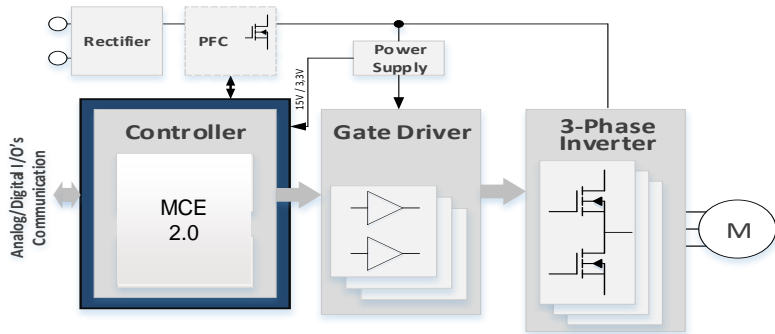 Rectifier
PFC
Power
Supply
15V / 3.3V
Controller
Gate Driver
3-Phase
Inverter
Analog/Digital I/O's
Communication
MCE
2.0
M